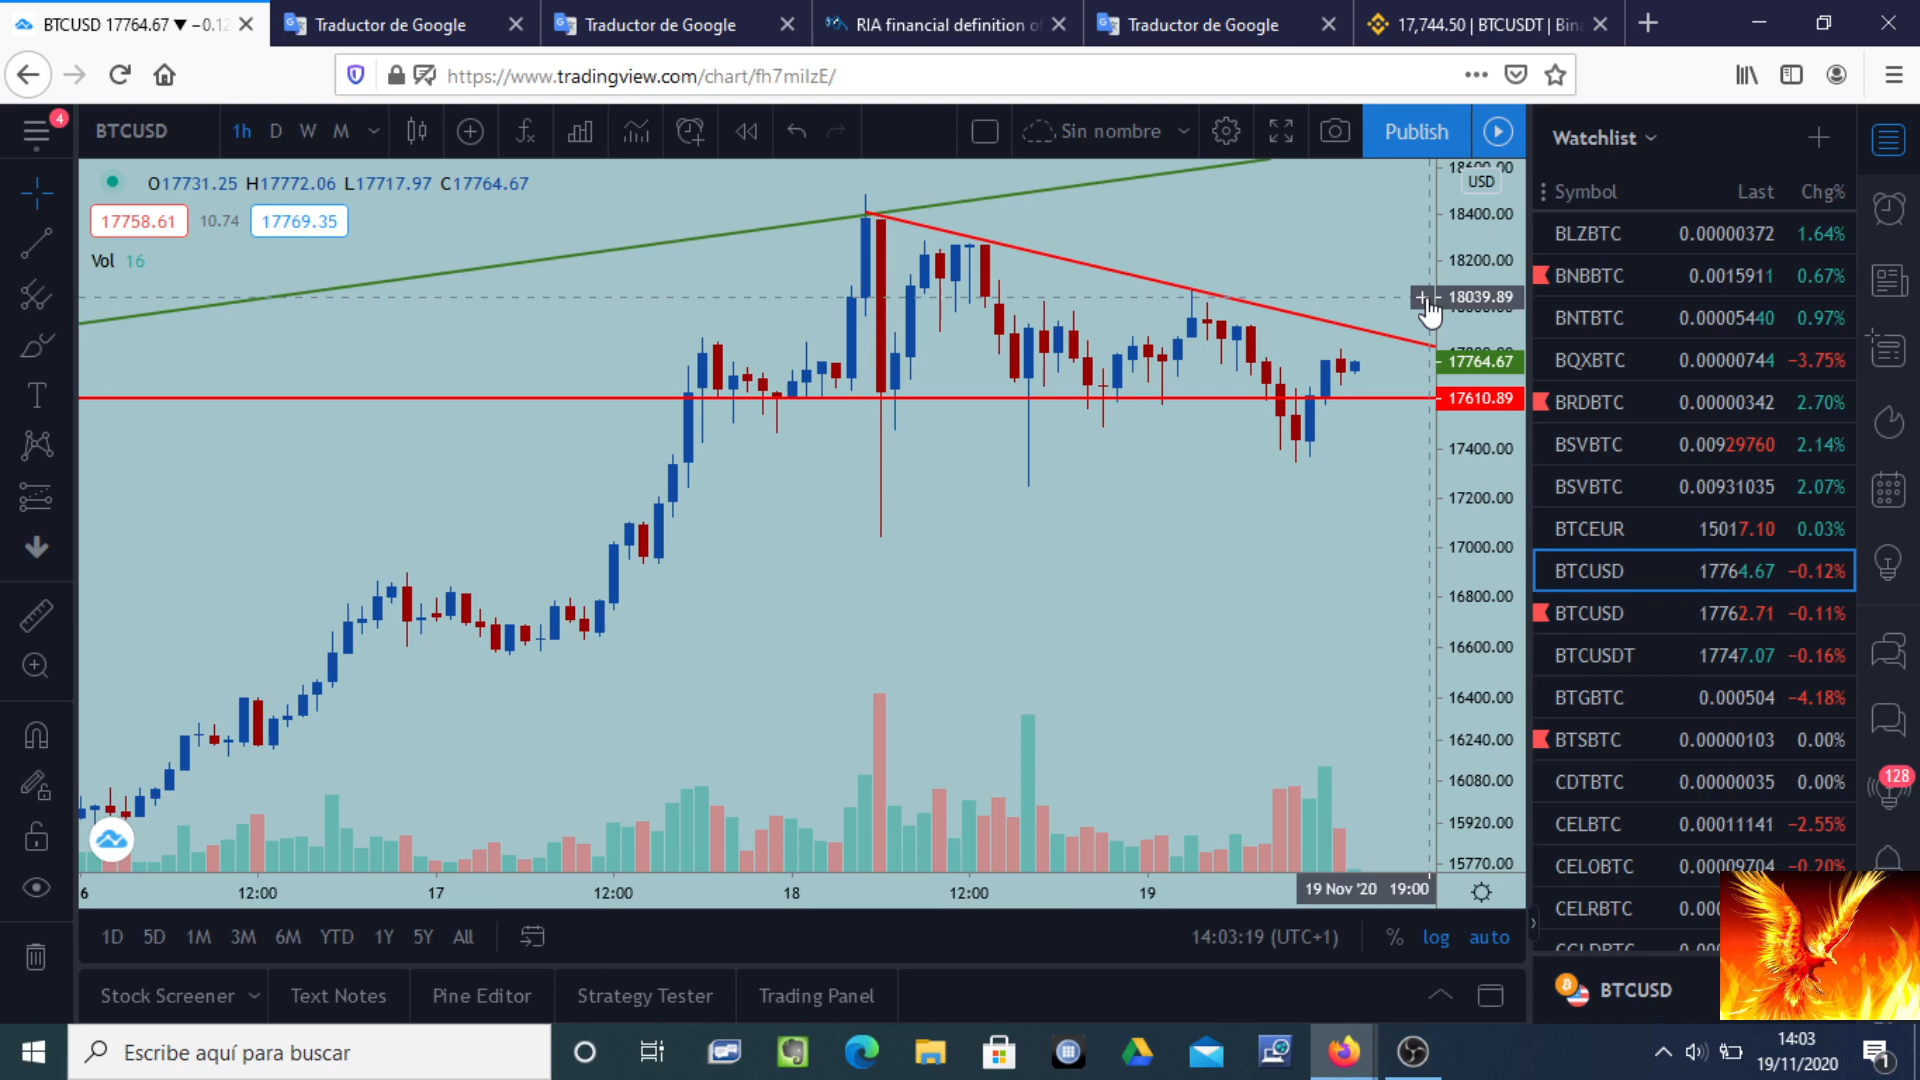 BTCUSD 17764.67 ▼ −0.12
Traductor de Google
Traductor de Google
RIA financial definition of
Traductor de Google
17,744.50 | BTCUSDT | Bin
https://www.tradingview.com/chart/fh7milzE/
4
BTCUSD
1h
D
W
M
Sin nombre
Publish
Watchlist
O17731.25 H17772.06 L17717.97 C17764.67
17758.61
10.74
17769.35
Vol 16
USD
18400.00
18200.00
18039.89
17764.67
17610.89
17400.00
17200.00
17000.00
16800.00
16600.00
16400.00
16240.00
16080.00
15920.00
15770.00
6
12:00
17
12:00
18
12:00
19
19 Nov '20 19:00
1D 5D 1M 3M 6M YTD 1Y 5Y All
14:03:19 (UTC+1)
%
log
auto
Stock Screener
Text Notes
Pine Editor
Strategy Tester
Trading Panel
Symbol Last Chg%
BLZBTC 0.00000372 1.64%
BNBBTC 0.0015911 0.67%
BNTBTC 0.00005440 0.97%
BQXBTC 0.00000744 −3.75%
BRDBTC 0.00000342 2.70%
BSVBTC 0.00929760 2.14%
BSVBTC 0.00931035 2.07%
BTCEUR 15017.10 0.03%
BTCUSD 17764.67 −0.12%
BTCUSD 17762.71 −0.11%
BTCUSDT 17747.07 −0.16%
BTGBTC 0.000504 −4.18%
BTSBTC 0.00000103 0.00%
CDTBTC 0.00000035 0.00%
CELBTC 0.00011141 −2.55%
CELOBTC 0.00009704 −0.20%
CELRBTC 0.000
BTCUSD
128
Escribe aquí para buscar
14:03
19/11/2020
1